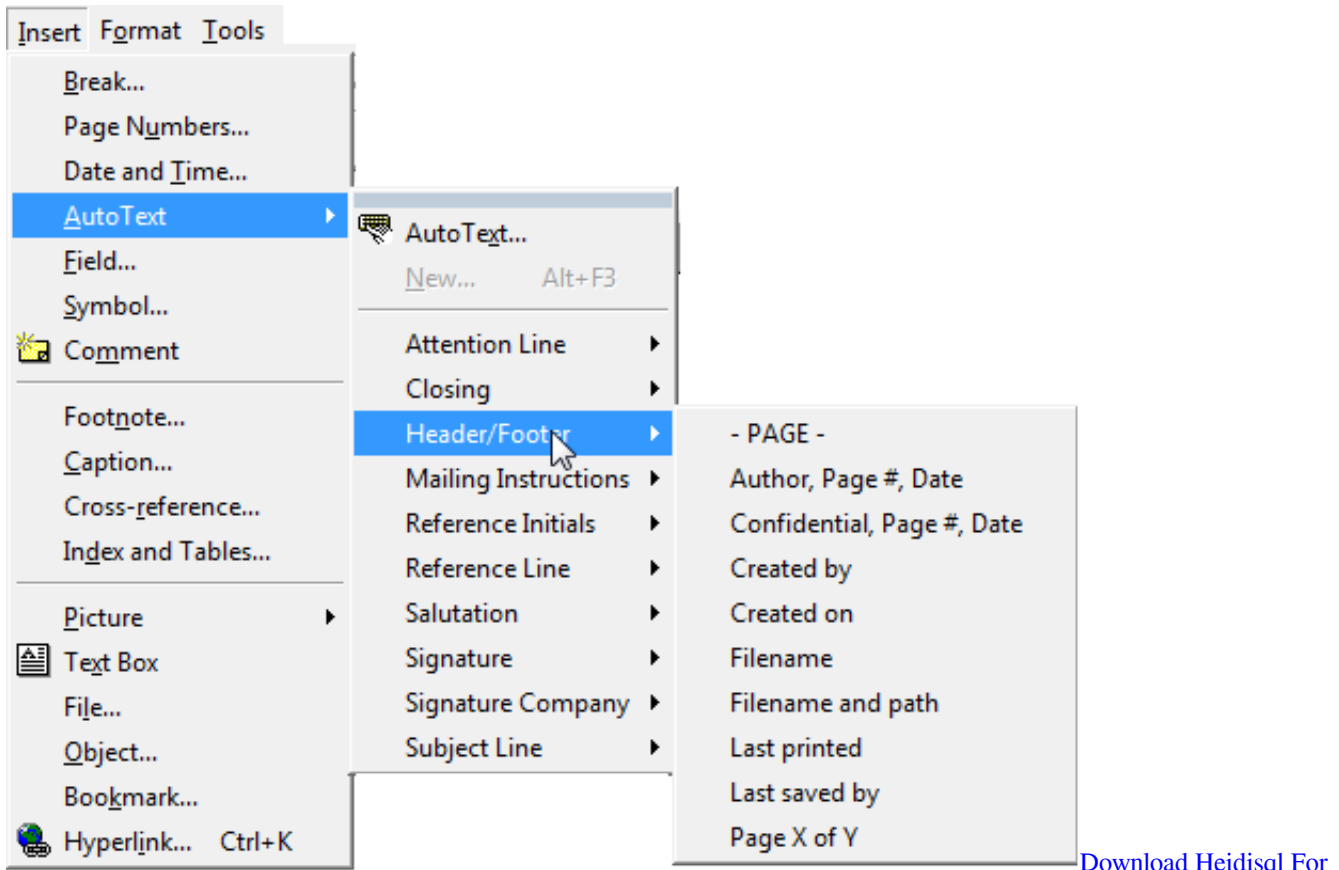 Insert Format Tools
Break...
Page Numbers...
Date and Time...
AutoText
Field...
Symbol...
Comment
Footnote...
Caption...
Cross-reference...
Index and Tables...
Picture
Text Box
File...
Object...
Bookmark...
Hyperlink... Ctrl+K
AutoText...
New... Alt+F3
Attention Line
Closing
Header/Footer
Mailing Instructions
Reference Initials
Reference Line
Salutation
Signature
Signature Company
Subject Line
- PAGE -
Author, Page #, Date
Confidential, Page #, Date
Created by
Created on
Filename
Filename and path
Last printed
Last saved by
Page X of Y
Download Heidisql For